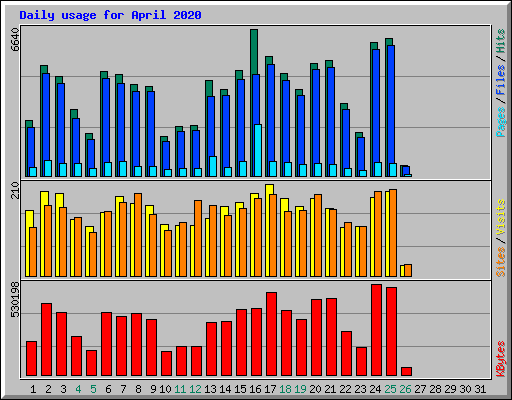 Daily usage for April 2020
6640
Pages / Files / Hits
210
Sites / Visits
530198
KBytes
1 2 3 4 5 6 7 8 9 10 11 12 13 14 15 16 17 18 19 20 21 22 23 24 25 26 27 28 29 30 31